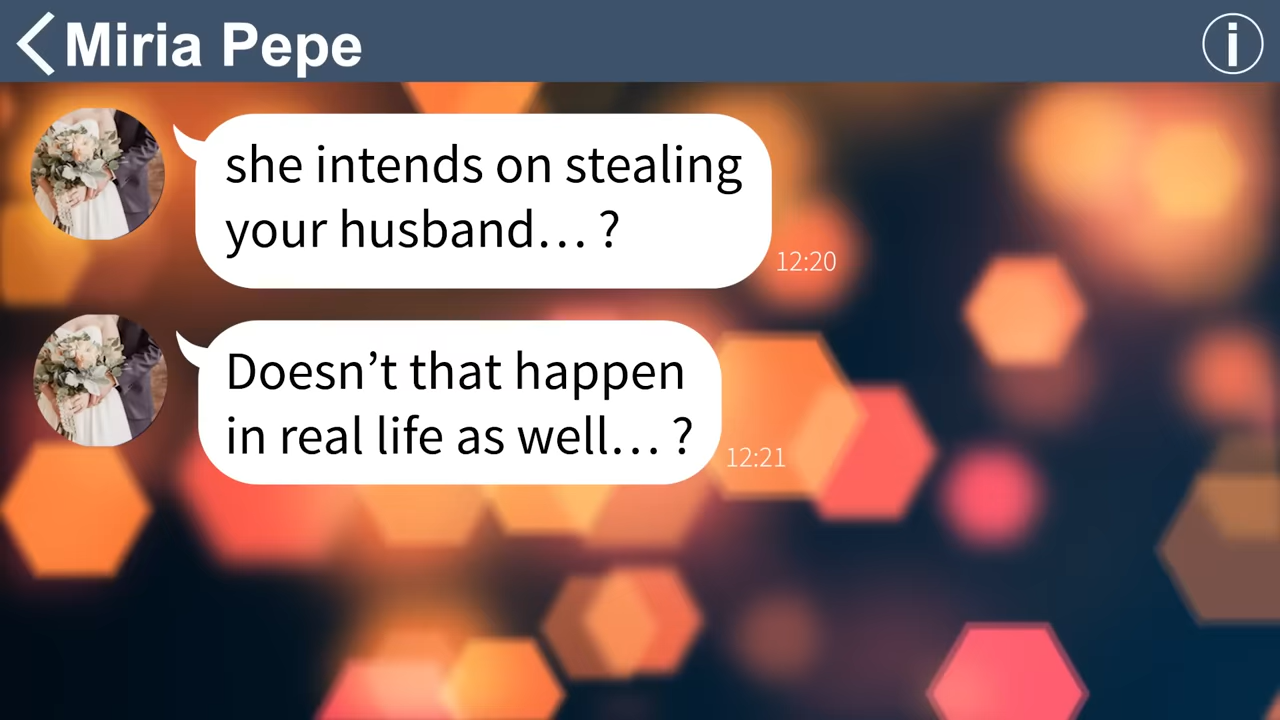 Miria Pepe
she intends on stealing
your husband… ?
12:20
Doesn’t that happen
in real life as well… ?
12:21